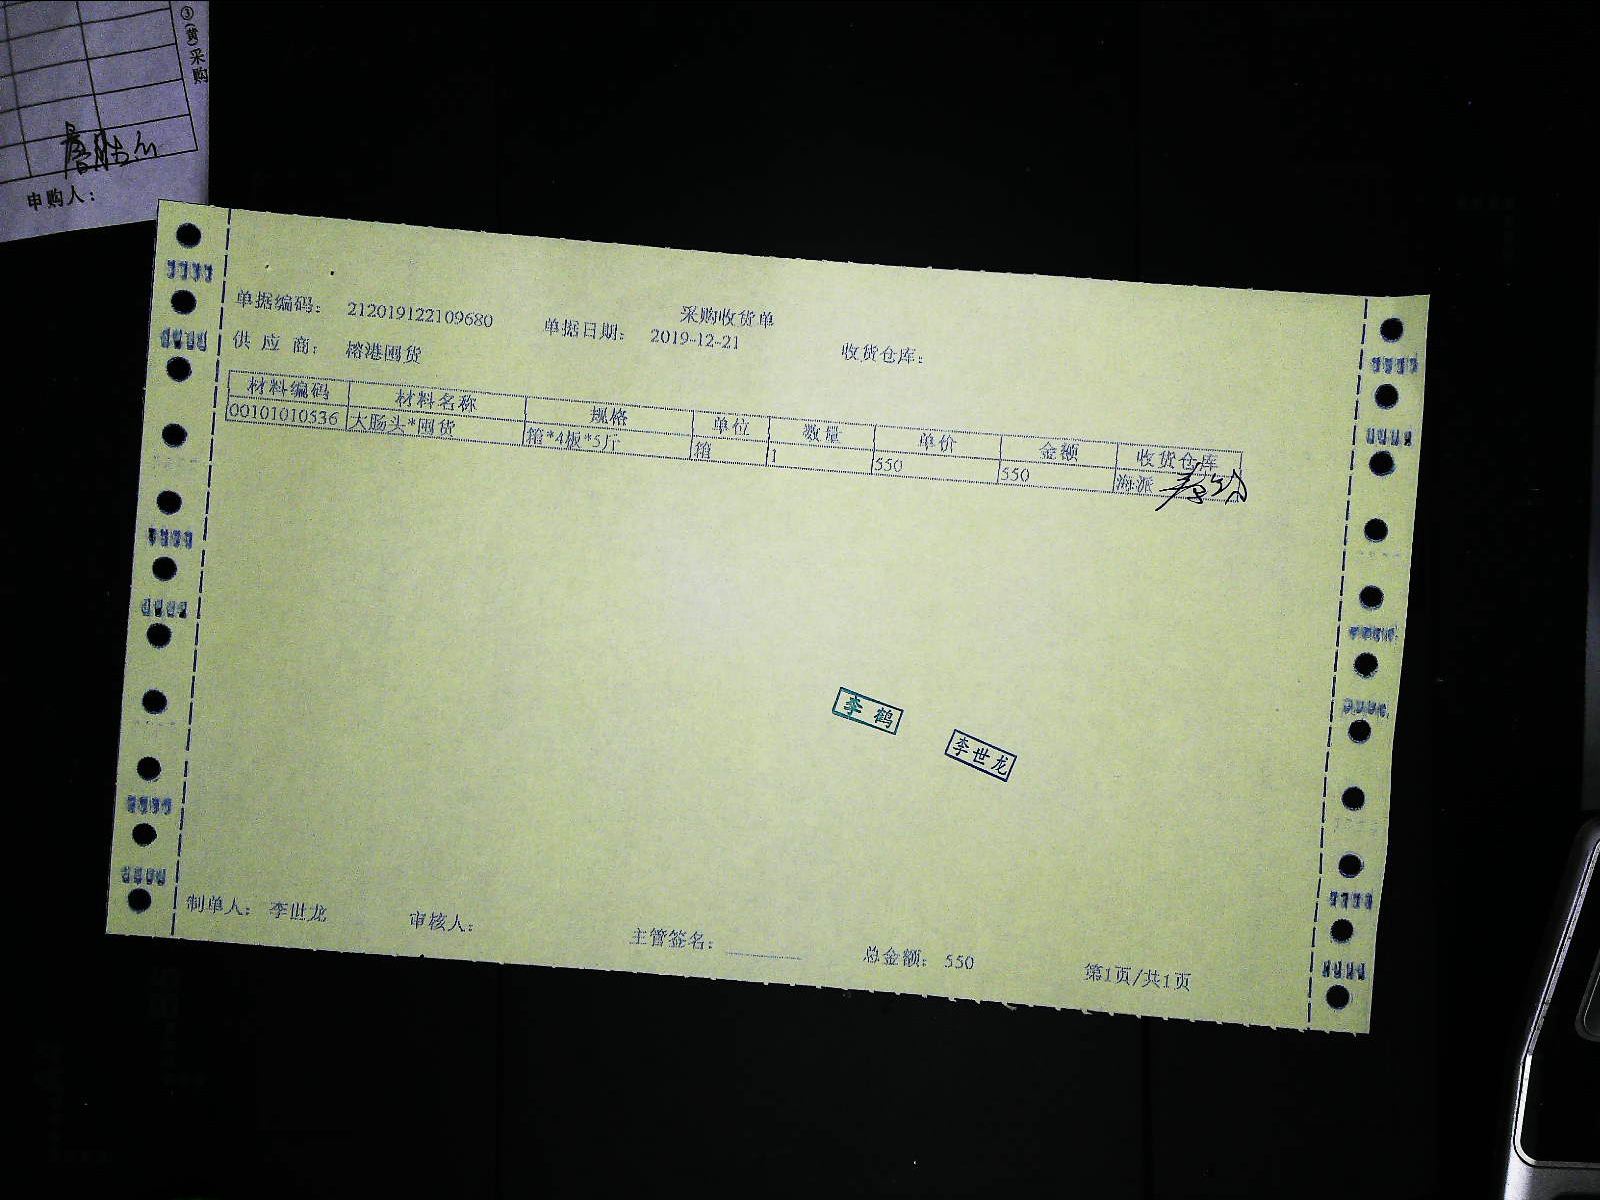 ③(黄)采购
申购人：
采购收货单
单据编码： 212019122109680 单据日期： 2019-12-21 收货仓库：
供 应 商： 榕港囤货
材料编码 材料名称 规格 单位 数量 单价 金额 收货仓库
00101010536 大肠头*囤货 箱*4板*5斤 箱 1 550 550 海派
李鹤
李世龙
制单人： 李世龙 审核人： 主管签名： 总金额： 550 第1页/共1页